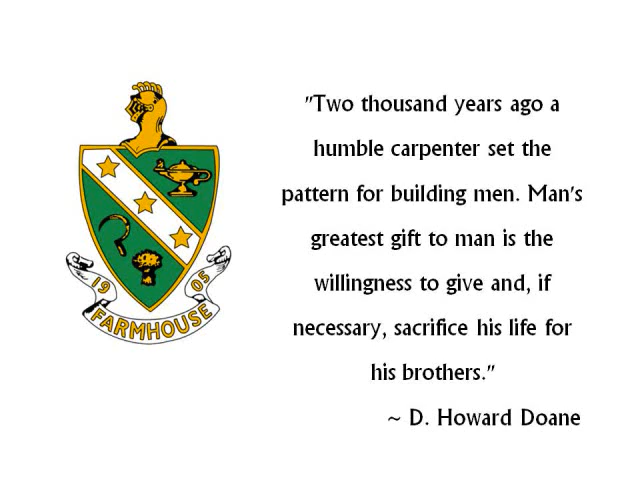 19 05
FARMHOUSE
"Two thousand years ago a
humble carpenter set the
pattern for building men. Man's
greatest gift to man is the
willingness to give and, if
necessary, sacrifice his life for
his brothers."
~ D. Howard Doane